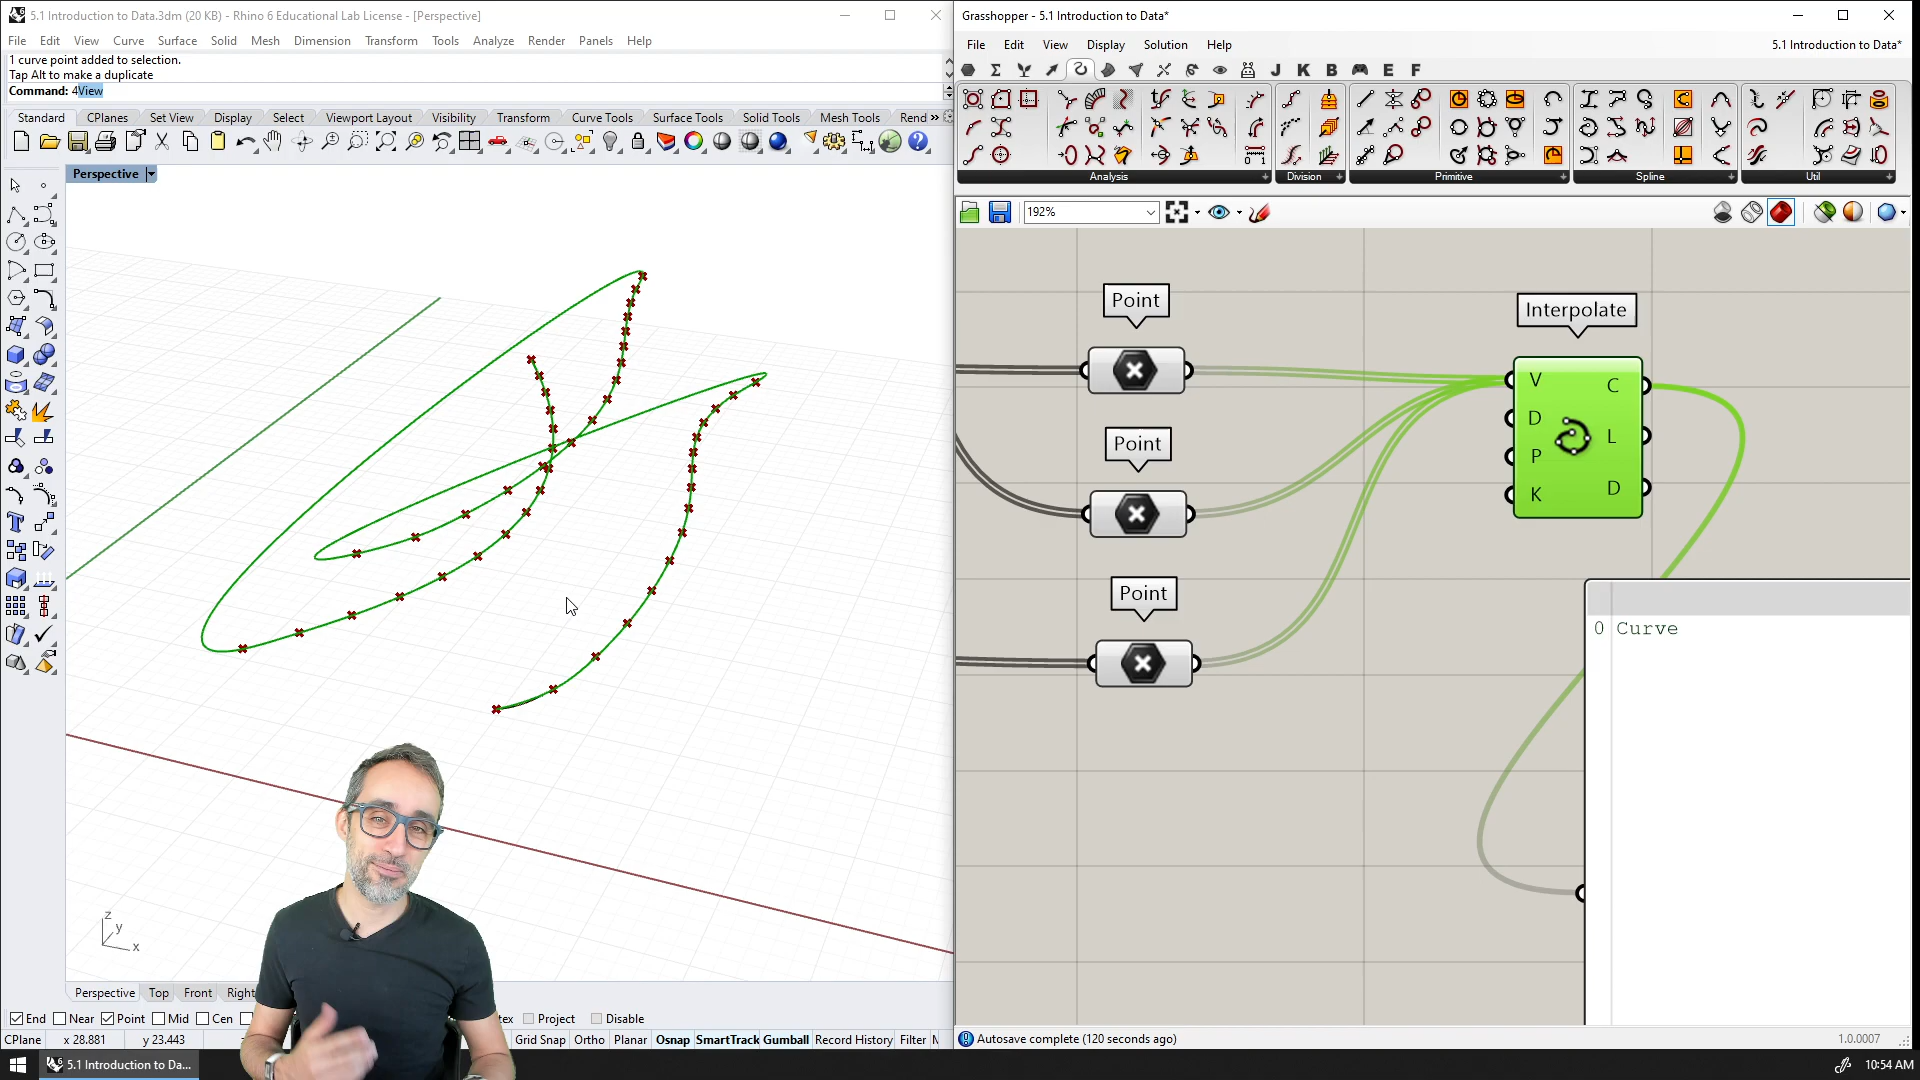 5.1 Introduction to Data.3dm (20 KB) - Rhino 6 Educational Lab License - [Perspective]
File Edit View Curve Surface Solid Mesh Dimension Transform Tools Analyze Render Panels Help
1 curve point added to selection.
Tap Alt to make a duplicate
Command: 4View
Standard CPlanes Set View Display Select Viewport Layout Visibility Transform Curve Tools Surface Tools Solid Tools Mesh Tools Rend »
Perspective
z
y
x
Perspective Top Front Right
End Near Point Mid Cen tex Project Disable
CPlane x 28.881 y 23.443 Grid Snap Ortho Planar Osnap SmartTrack Gumball Record History Filter
5.1 Introduction to Da...
Grasshopper - 5.1 Introduction to Data*
File Edit View Display Solution Help 5.1 Introduction to Data*
J K B E F
Analysis Division Primitive Spline Util
192%
Point
Interpolate
V C
D L
P
K D
Point
Point
0 Curve
Autosave complete (120 seconds ago) 1.0.0007
10:54 AM